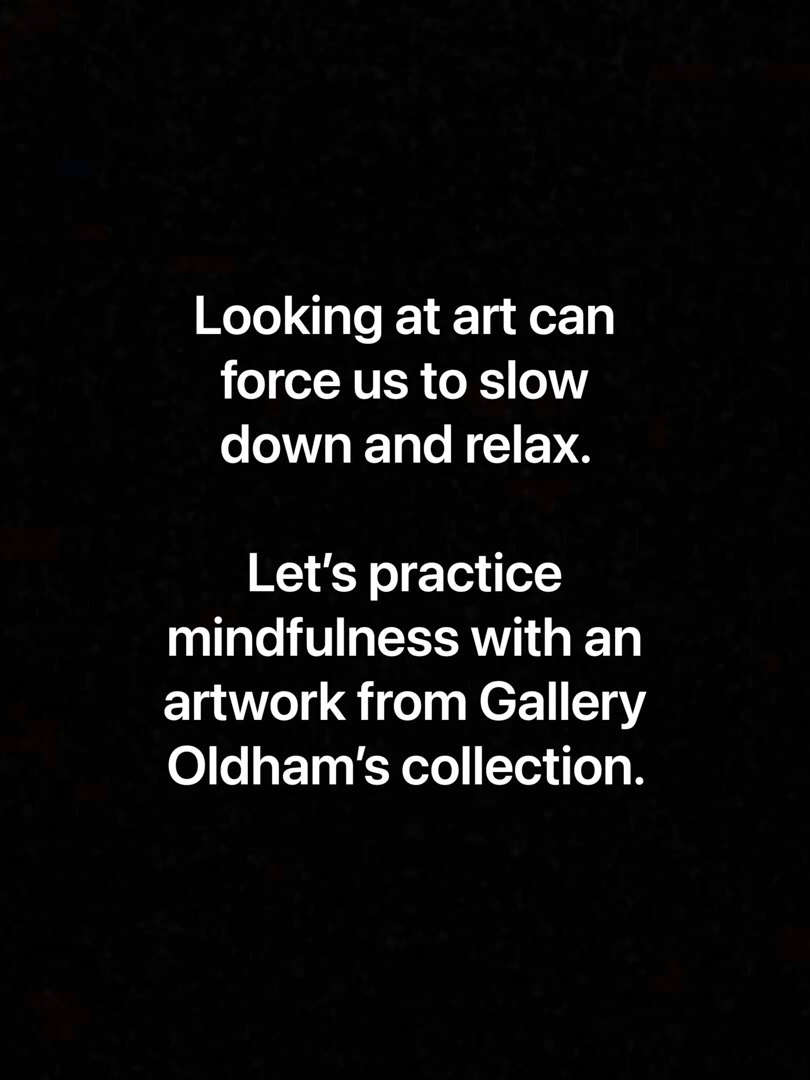 Looking at art can
force us to slow
down and relax.
Let’s practice
mindfulness with an
artwork from Gallery
Oldham’s collection.